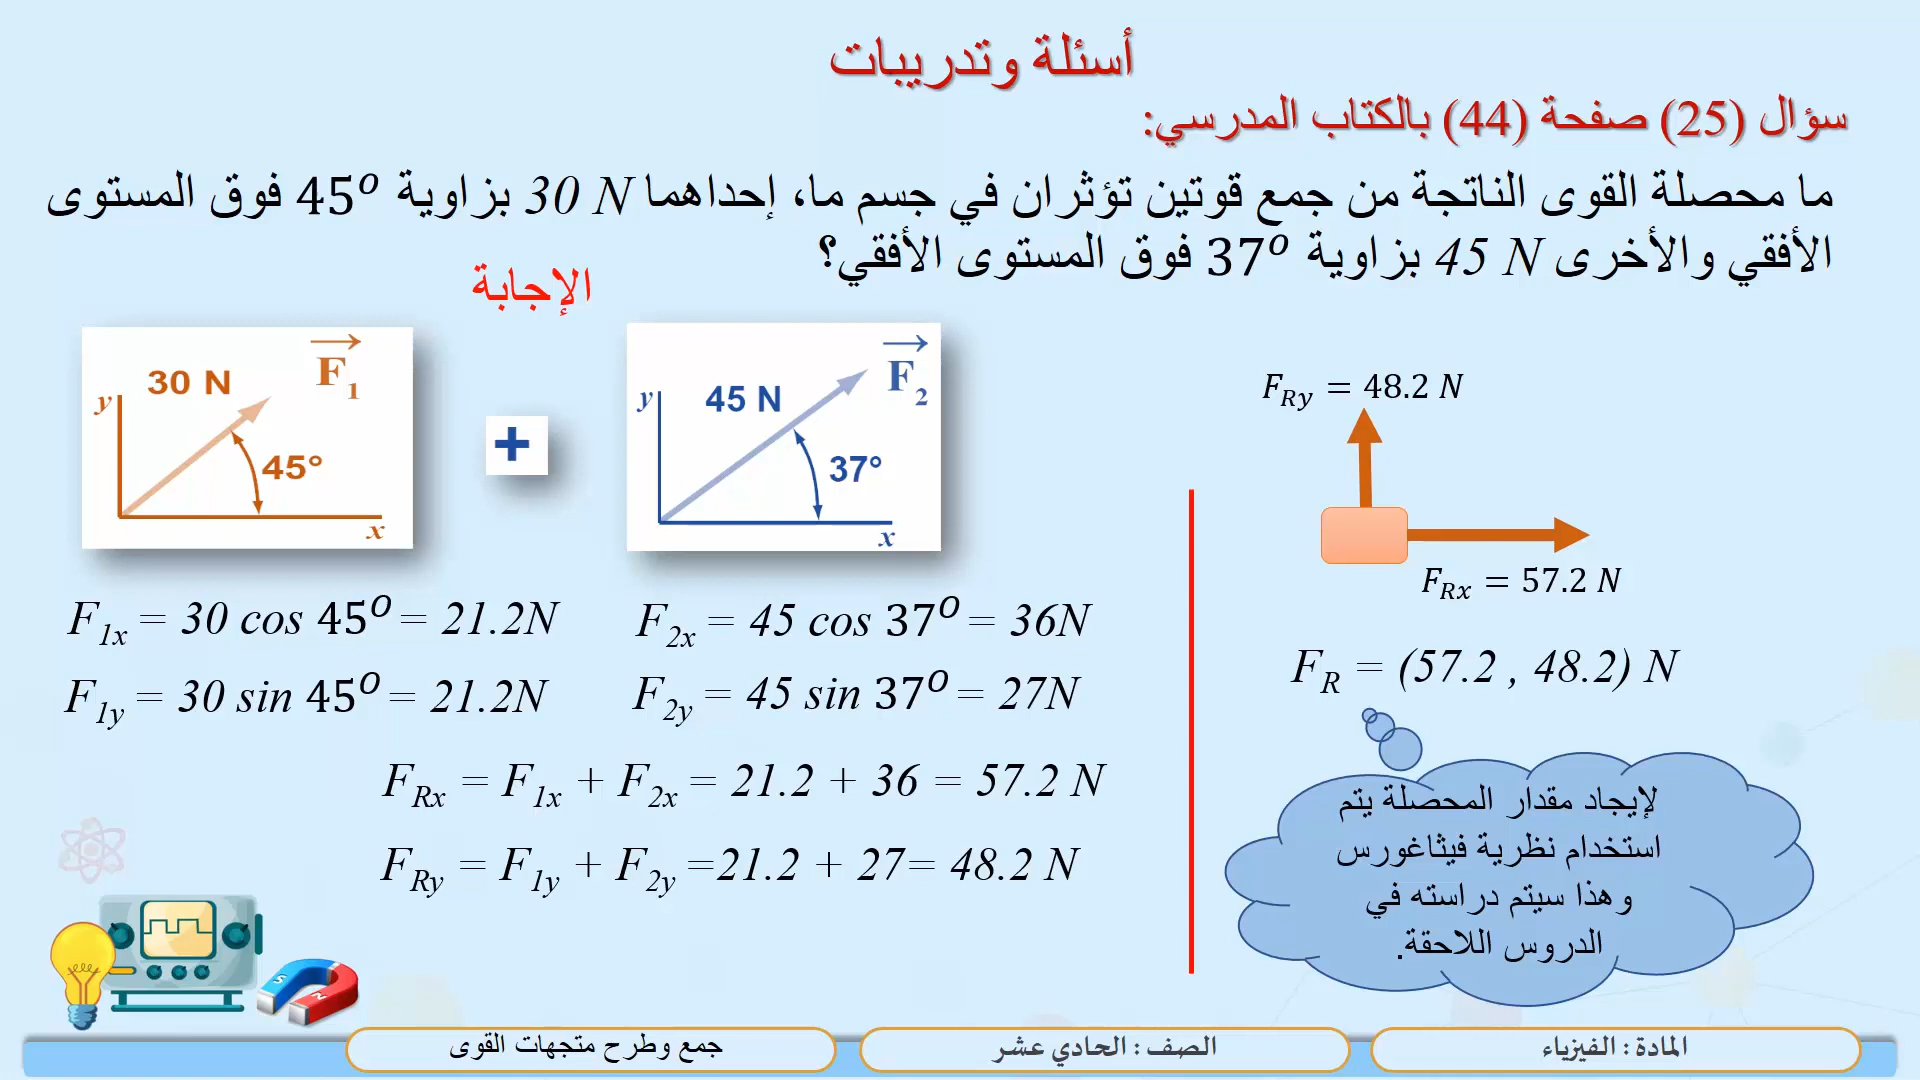 أسئلة وتدريبات
سؤال (25) صفحة (44) بالكتاب المدرسي:
ما محصلة القوى الناتجة من جمع قوتين تؤثران في جسم ما، إحداهما 30 N بزاوية 45° فوق المستوى
الأفقي والأخرى 45 N بزاوية 37° فوق المستوى الأفقي؟
الإجابة
30 N
F₁
y
45°
x
+
45 N
F₂
y
37°
x
F₁ₓ = 30 cos 45° = 21.2N
F₁y = 30 sin 45° = 21.2N
F₂ₓ = 45 cos 37° = 36N
F₂y = 45 sin 37° = 27N
F_Rx = F₁ₓ + F₂ₓ = 21.2 + 36 = 57.2 N
F_Ry = F₁y + F₂y =21.2 + 27= 48.2 N
F_Ry = 48.2 N
F_Rx = 57.2 N
F_R = (57.2 , 48.2) N
لإيجاد مقدار المحصلة يتم
استخدام نظرية فيثاغورس
وهذا سيتم دراسته في
الدروس اللاحقة.
S
N
المادة : الفيزياء
الصف : الحادي عشر
جمع وطرح متجهات القوى